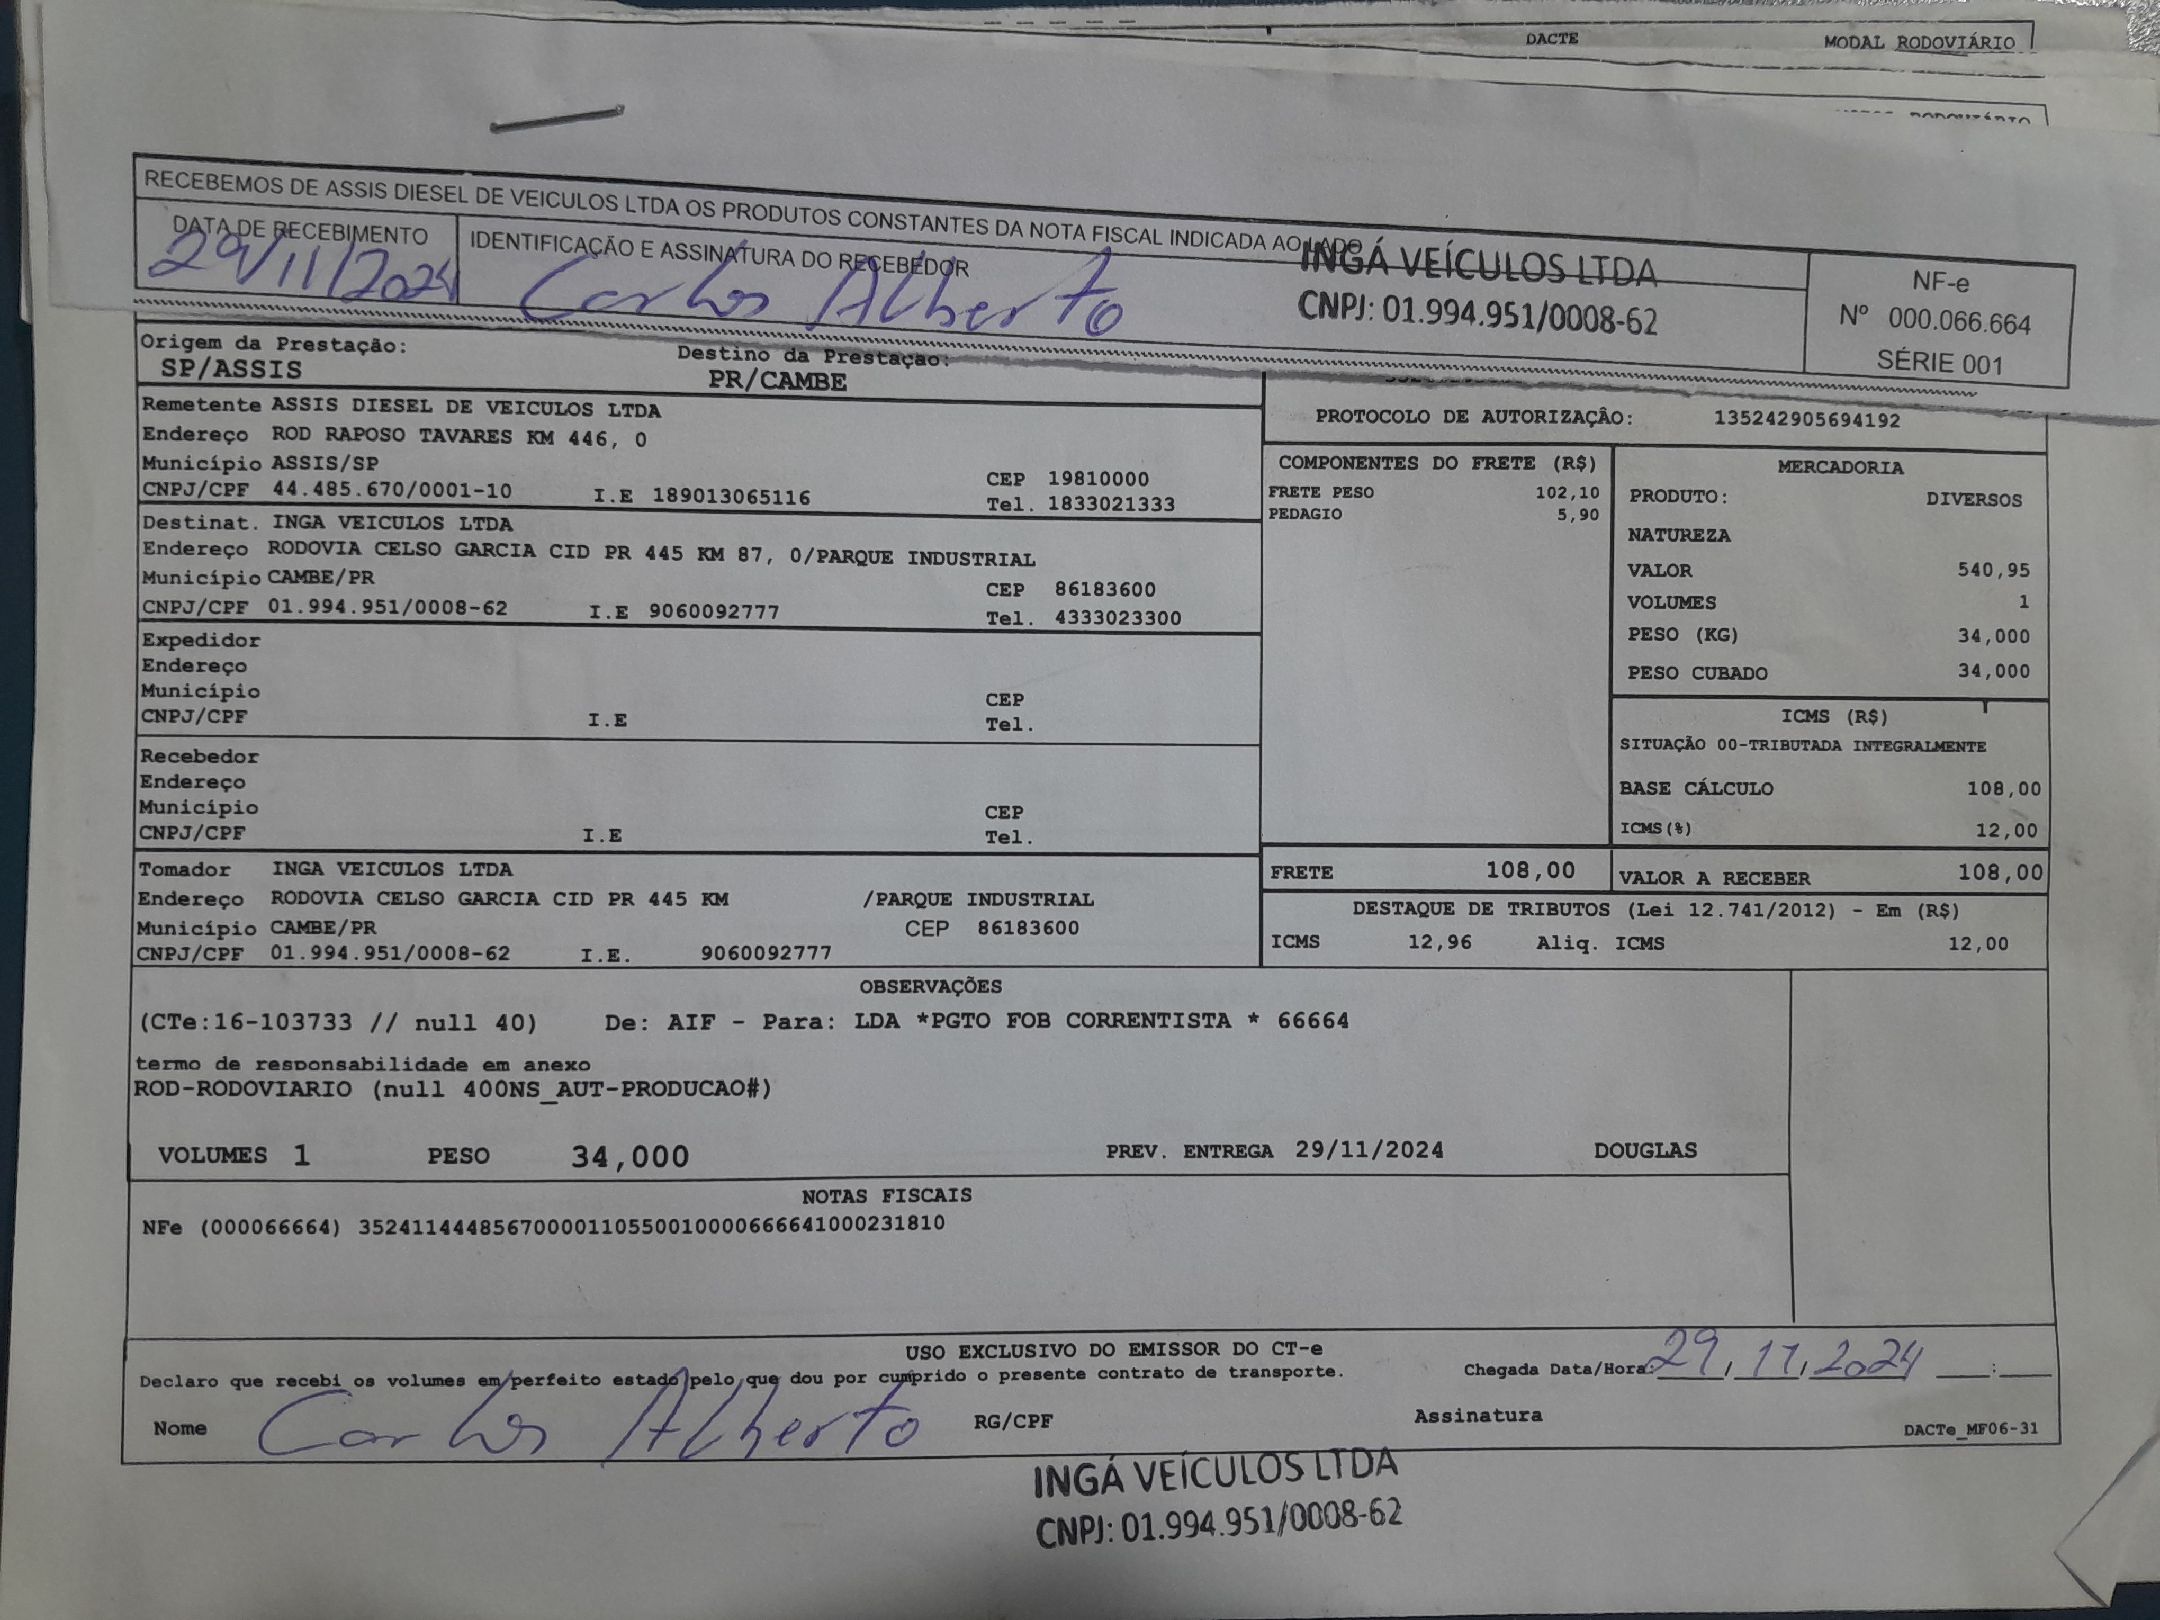 DACTE MODAL RODOVIÁRIO
RECEBEMOS DE ASSIS DIESEL DE VEICULOS LTDA OS PRODUTOS CONSTANTES DA NOTA FISCAL INDICADA AO LADO
DATA DE RECEBIMENTO
29/11/2024
IDENTIFICAÇÃO E ASSINATURA DO RECEBEDOR
Carlos Alberto
INGÁ VEÍCULOS LTDA
CNPJ: 01.994.951/0008-62
NF-e
Nº 000.066.664
SÉRIE 001
Origem da Prestação:
SP/ASSIS
Destino da Prestação:
PR/CAMBE
Remetente ASSIS DIESEL DE VEICULOS LTDA
Endereço ROD RAPOSO TAVARES KM 446, 0
Município ASSIS/SP CEP 19810000
CNPJ/CPF 44.485.670/0001-10 I.E 189013065116 Tel. 1833021333
Destinat. INGA VEICULOS LTDA
Endereço RODOVIA CELSO GARCIA CID PR 445 KM 87, 0/PARQUE INDUSTRIAL
Município CAMBE/PR CEP 86183600
CNPJ/CPF 01.994.951/0008-62 I.E 9060092777 Tel. 4333023300
Expedidor
Endereço
Município CEP
CNPJ/CPF I.E Tel.
Recebedor
Endereço
Município CEP
CNPJ/CPF I.E Tel.
Tomador INGA VEICULOS LTDA
Endereço RODOVIA CELSO GARCIA CID PR 445 KM /PARQUE INDUSTRIAL
Município CAMBE/PR CEP 86183600
CNPJ/CPF 01.994.951/0008-62 I.E. 9060092777
PROTOCOLO DE AUTORIZAÇÃO: 135242905694192
COMPONENTES DO FRETE (R$)
FRETE PESO 102,10
PEDAGIO 5,90
MERCADORIA
PRODUTO: DIVERSOS
NATUREZA
VALOR 540,95
VOLUMES 1
PESO (KG) 34,000
PESO CUBADO 34,000
ICMS (R$)
SITUAÇÃO 00-TRIBUTADA INTEGRALMENTE
BASE CÁLCULO 108,00
ICMS(%) 12,00
FRETE 108,00 VALOR A RECEBER 108,00
DESTAQUE DE TRIBUTOS (Lei 12.741/2012) - Em (R$)
ICMS 12,96 Aliq. ICMS 12,00
OBSERVAÇÕES
(CTe:16-103733 // null 40) De: AIF - Para: LDA *PGTO FOB CORRENTISTA * 66664
termo de responsabilidade em anexo
ROD-RODOVIARIO (null 400NS_AUT-PRODUCAO#)
VOLUMES 1 PESO 34,000 PREV. ENTREGA 29/11/2024 DOUGLAS
NOTAS FISCAIS
NFe (000066664) 35241144485670000110550010000666641000231810
USO EXCLUSIVO DO EMISSOR DO CT-e
Declaro que recebi os volumes em perfeito estado pelo que dou por cumprido o presente contrato de transporte. Chegada Data/Hora: 29, 11, 2024 :
Nome Carlos Alberto RG/CPF Assinatura
DACTe_MF06-31
INGÁ VEÍCULOS LTDA
CNPJ: 01.994.951/0008-62